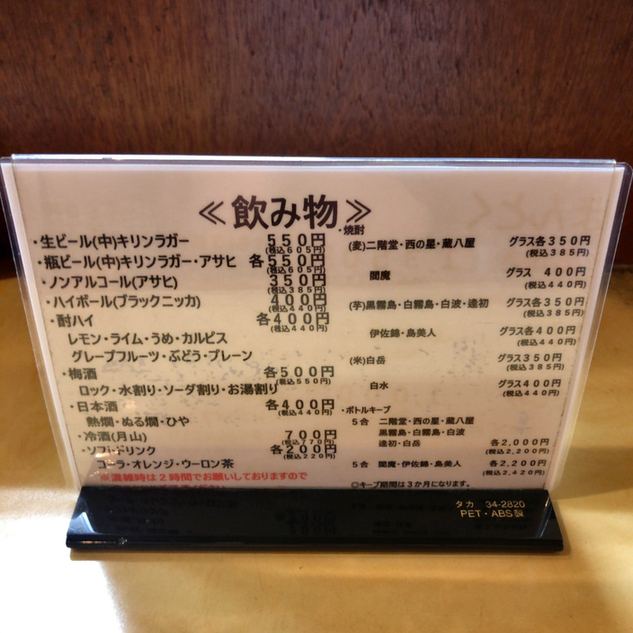 ≪飲み物≫
・生ビール(中)キリンラガー 550円
(税込605円)
・瓶ビール(中)キリンラガー・アサヒ 各550円
(税込605円)
・ノンアルコール(アサヒ) 350円
(税込385円)
・ハイボール(ブラックニッカ) 400円
(税込440円)
・酎ハイ 各400円
(税込440円)
レモン・ライム・うめ・カルピス
グレープフルーツ・ぶどう・プレーン
・梅酒 各500円
(税込550円)
ロック・水割り・ソーダ割り・お湯割り
・日本酒 各400円
(税込440円)
熱燗・ぬる燗・ひや
・冷酒(月山) 700円
(税込770円)
・ソフトドリンク 各200円
(税込220円)
コーラ・オレンジ・ウーロン茶
※混雑時は2時間でお願いしておりますので
・焼酎
(麦)二階堂・西の星・蔵八屋 グラス各350円
(税込385円)
閻魔 グラス 400円
(税込440円)
(芋)黒霧島・白霧島・白波・逢初 グラス各350円
(税込385円)
伊佐錦・島美人 グラス各400円
(税込440円)
(米)白岳 グラス350円
(税込385円)
白水 グラス400円
(税込440円)
・ボトルキープ
5合 二階堂・西の星・蔵八屋
黒霧島・白霧島・白波
逢初・白岳 各2,000円
(税込2,200円)
5合 閻魔・伊佐錦・島美人 各2,200円
(税込2,420円)
◎キープ期間は3か月になります。
タカ 34-2820
PET・ABS製